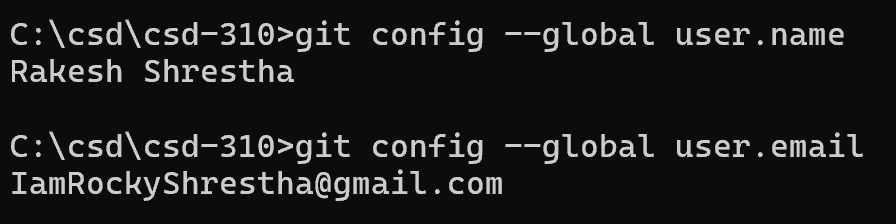 C:\csd\csd-310>git config --global user.name
Rakesh Shrestha
C:\csd\csd-310>git config --global user.email
IamRockyShrestha@gmail.com